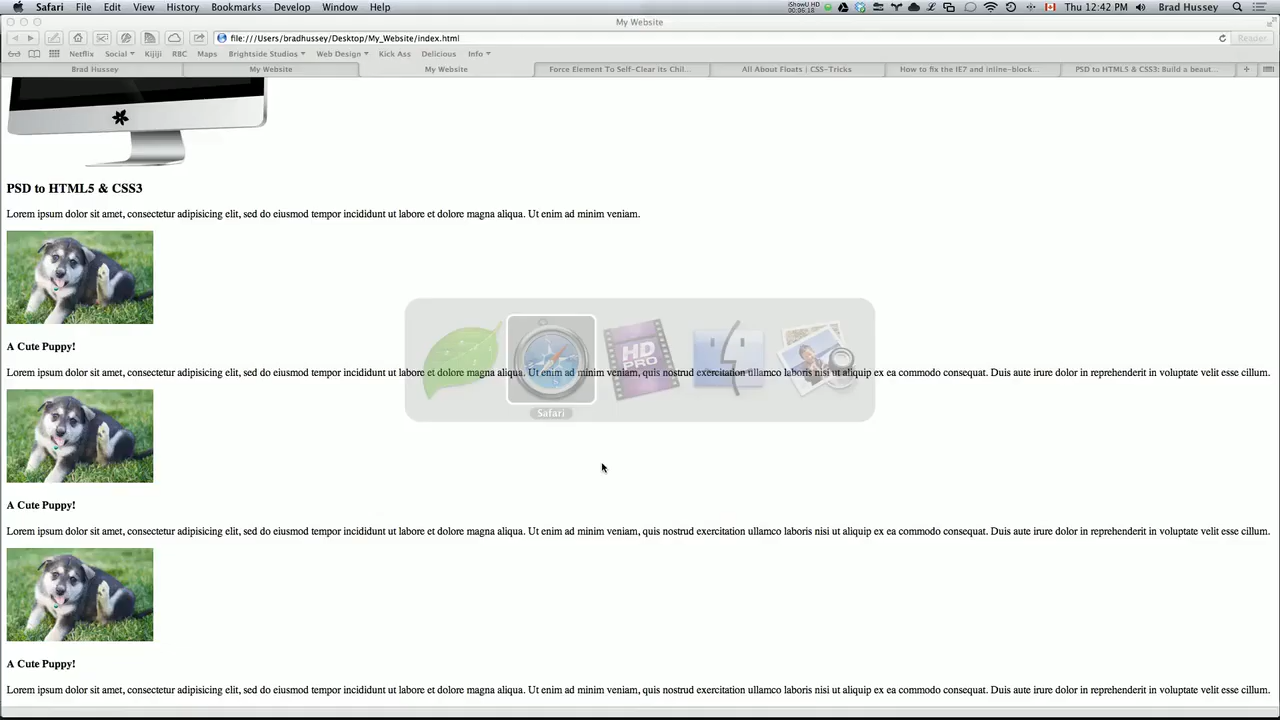 Safari File Edit View History Bookmarks Develop Window Help iShowU HD 00:06:18 Thu 12:42 PM Brad Hussey
My Website
file:///Users/bradhussey/Desktop/My_Website/index.html Reader
Netflix Social Kijiji RBC Maps Brightside Studios Web Design Kick Ass Delicious Info
Brad Hussey My Website My Website Force Element To Self-Clear its Chil... All About Floats | CSS-Tricks How to fix the IE7 and inline-block... PSD to HTML5 & CSS3: Build a beaut...
PSD to HTML5 & CSS3
Lorem ipsum dolor sit amet, consectetur adipisicing elit, sed do eiusmod tempor incididunt ut labore et dolore magna aliqua. Ut enim ad minim veniam.
A Cute Puppy!
Lorem ipsum dolor sit amet, consectetur adipisicing elit, sed do eiusmod tempor incididunt ut labore et dolore magna aliqua. Ut enim ad minim veniam, quis nostrud exercitation ullamco laboris nisi ut aliquip ex ea commodo consequat. Duis aute irure dolor in reprehenderit in voluptate velit esse cillum.
HD
PRO
Safari
A Cute Puppy!
Lorem ipsum dolor sit amet, consectetur adipisicing elit, sed do eiusmod tempor incididunt ut labore et dolore magna aliqua. Ut enim ad minim veniam, quis nostrud exercitation ullamco laboris nisi ut aliquip ex ea commodo consequat. Duis aute irure dolor in reprehenderit in voluptate velit esse cillum.
A Cute Puppy!
Lorem ipsum dolor sit amet, consectetur adipisicing elit, sed do eiusmod tempor incididunt ut labore et dolore magna aliqua. Ut enim ad minim veniam, quis nostrud exercitation ullamco laboris nisi ut aliquip ex ea commodo consequat. Duis aute irure dolor in reprehenderit in voluptate velit esse cillum.